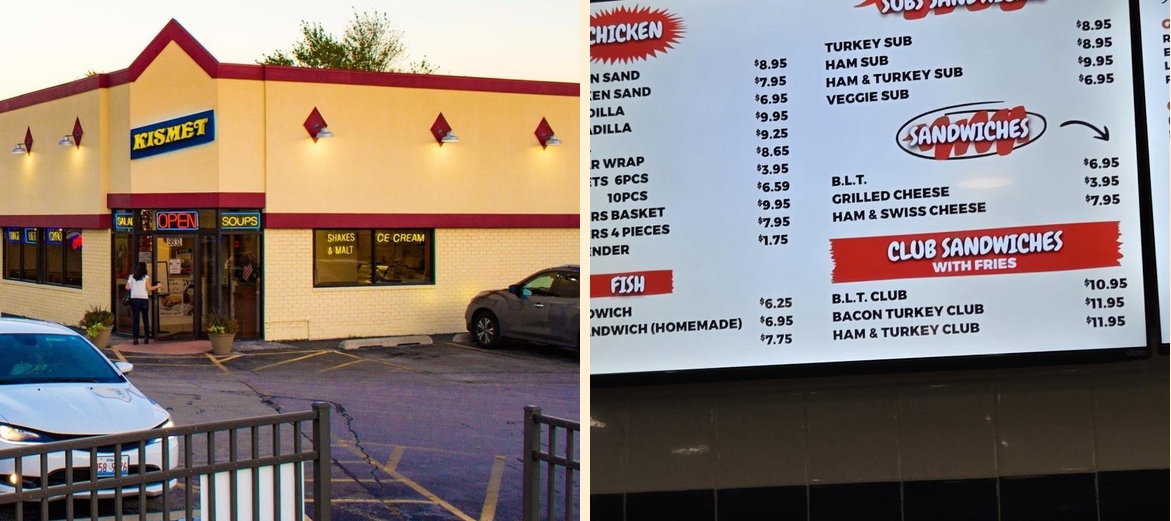 KISMET
SALAD
OPEN
SOUPS
SHAKES
& MALT
ICE CREAM
CHICKEN
N SAND $8.95
KEN SAND $7.95
DILLA $6.95
ADILLA $9.95
$9.25
R WRAP $8.65
ETS 6PCS $3.95
10PCS $6.59
RS BASKET $9.95
RS 4 PIECES $7.95
ENDER $1.75
FISH
DWICH $6.25
NDWICH (HOMEMADE) $6.95
$7.75
SUBS SANDWICH
TURKEY SUB $8.95
HAM SUB $8.95
HAM & TURKEY SUB $9.95
VEGGIE SUB $6.95
SANDWICHES
B.L.T. $6.95
GRILLED CHEESE $3.95
HAM & SWISS CHEESE $7.95
CLUB SANDWICHES
WITH FRIES
B.L.T. CLUB $10.95
BACON TURKEY CLUB $11.95
HAM & TURKEY CLUB $11.95